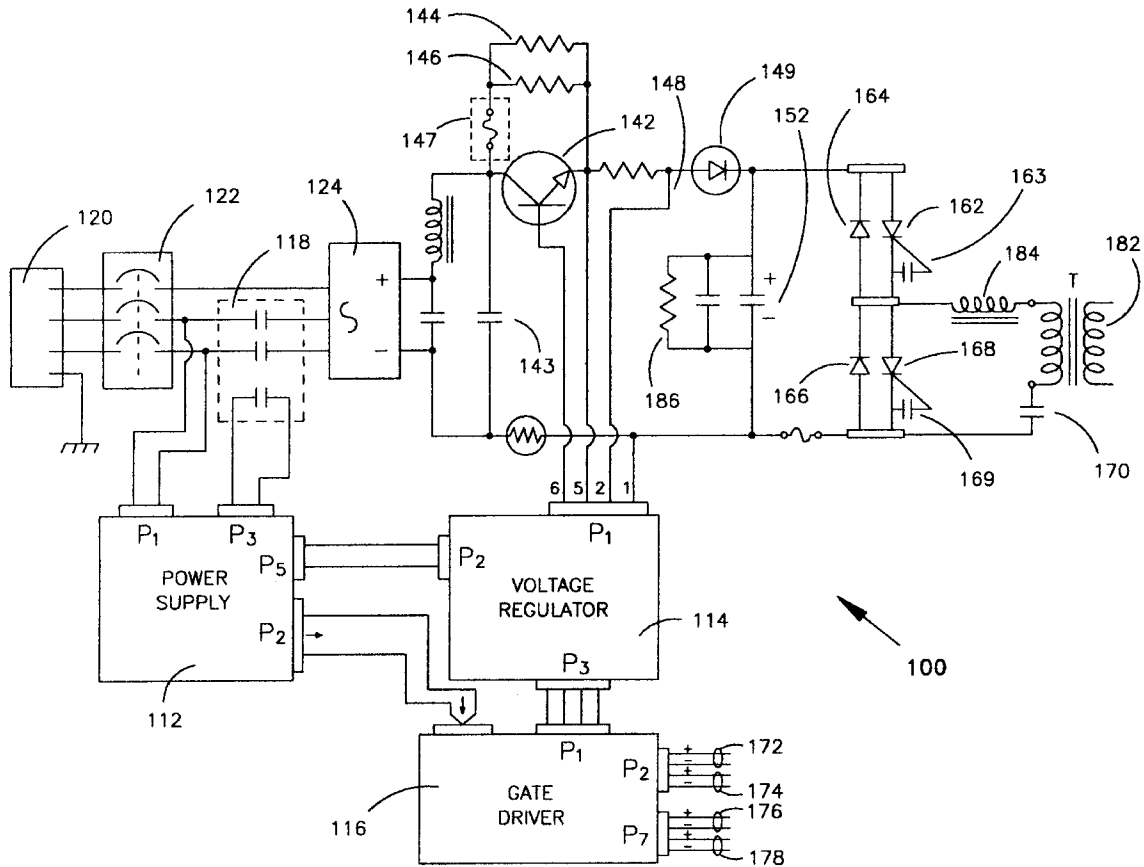 144
146
147
142
148
149
164
152
163
120
122
118
124
162
184
T
182
+
−
+
−
143
186
166
168
169
170
6 5 2 1
P1
P3
P1
P5
P2
POWER
SUPPLY
VOLTAGE
REGULATOR
P2
114
P3
100
112
P1
P2
+
−
+
−
172
174
116
GATE
DRIVER
P7
+
−
+
−
176
178